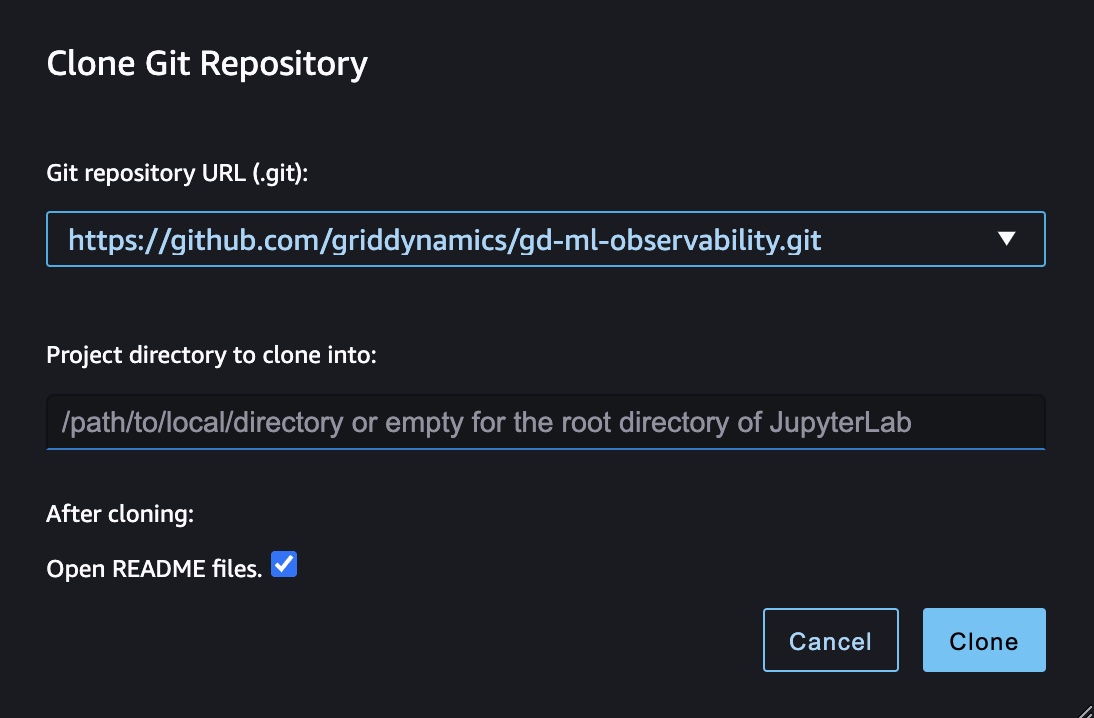 Clone Git Repository
Git repository URL (.git):
https://github.com/griddynamics/gd-ml-observability.git
Project directory to clone into:
/path/to/local/directory or empty for the root directory of JupyterLab
After cloning:
Open README files.
Cancel
Clone